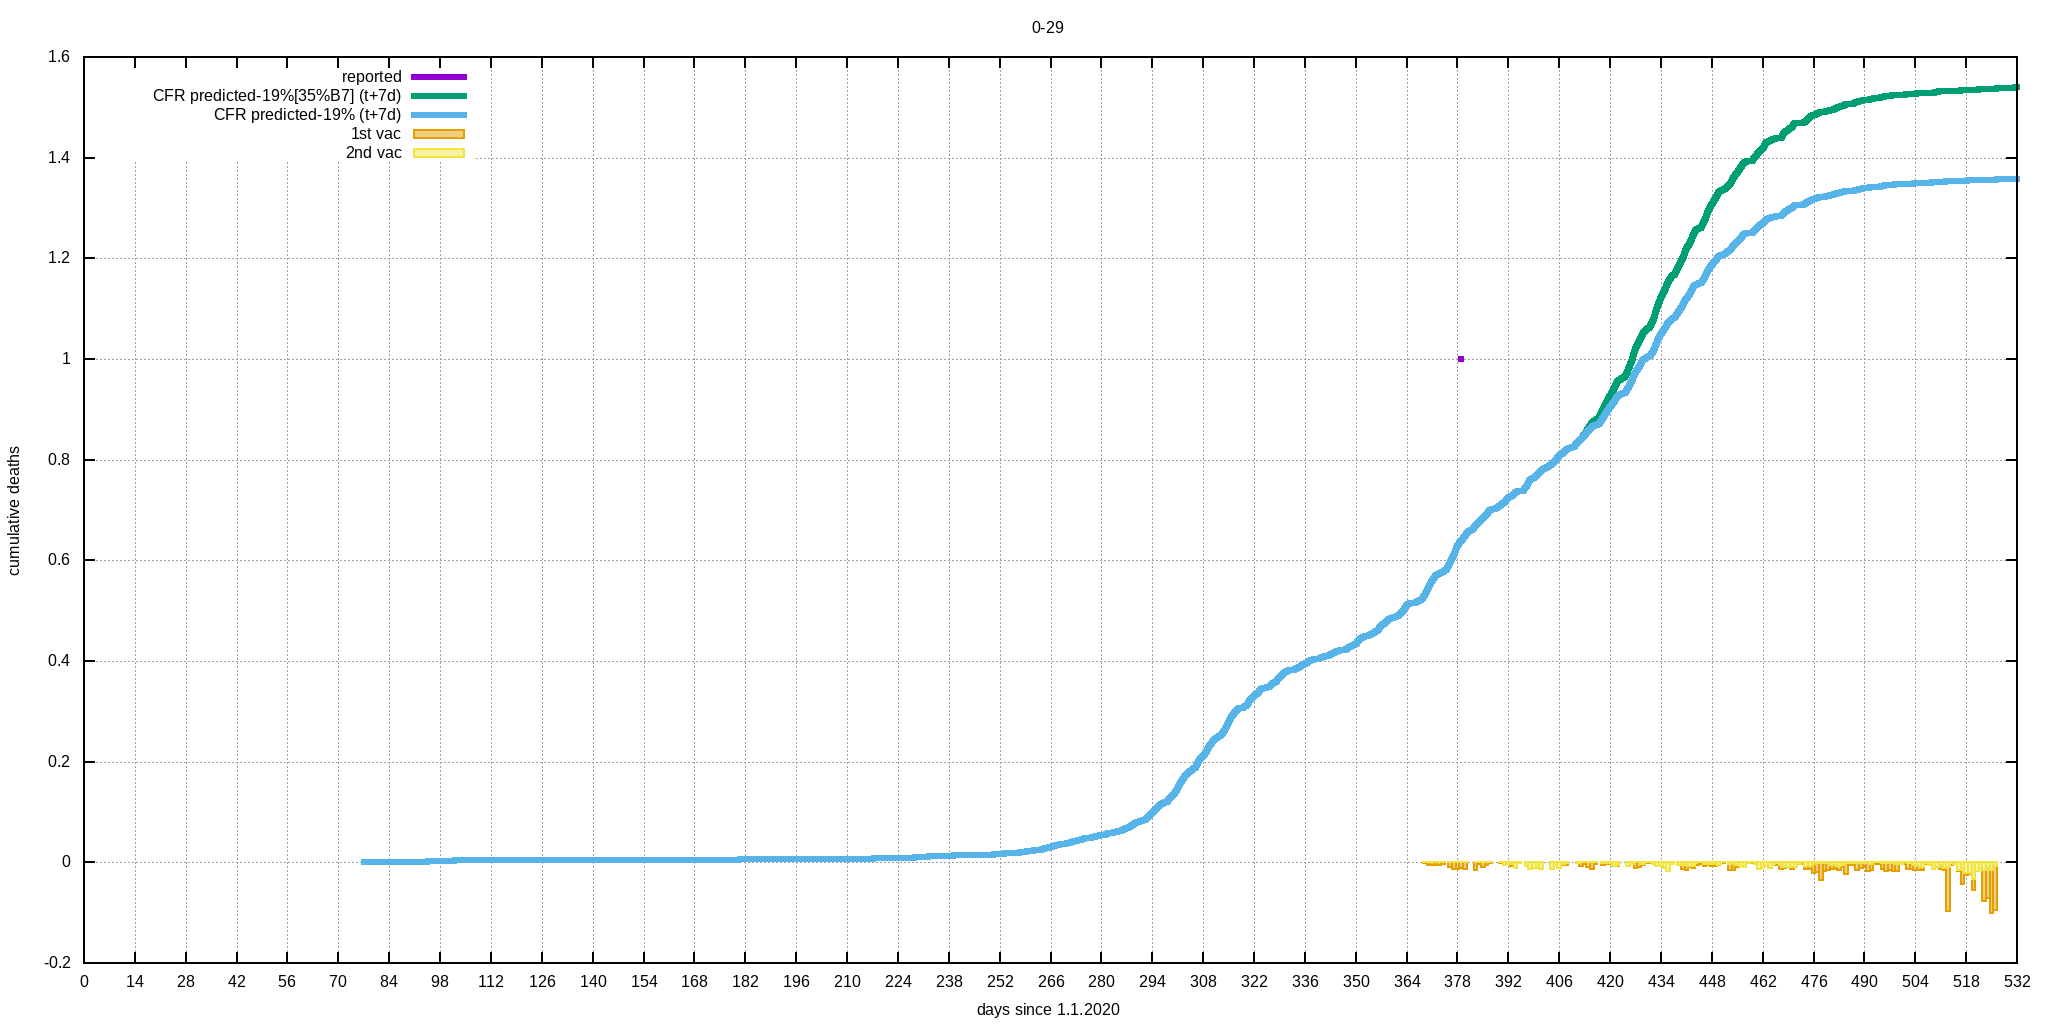 0-29
reported
CFR predicted-19%[35%B7] (t+7d)
CFR predicted-19% (t+7d)
1st vac
2nd vac
1.6
1.4
1.2
1
0.8
0.6
0.4
0.2
0
-0.2
cumulative deaths
0 14 28 42 56 70 84 98 112 126 140 154 168 182 196 210 224 238 252 266 280 294 308 322 336 350 364 378 392 406 420 434 448 462 476 490 504 518 532
days since 1.1.2020